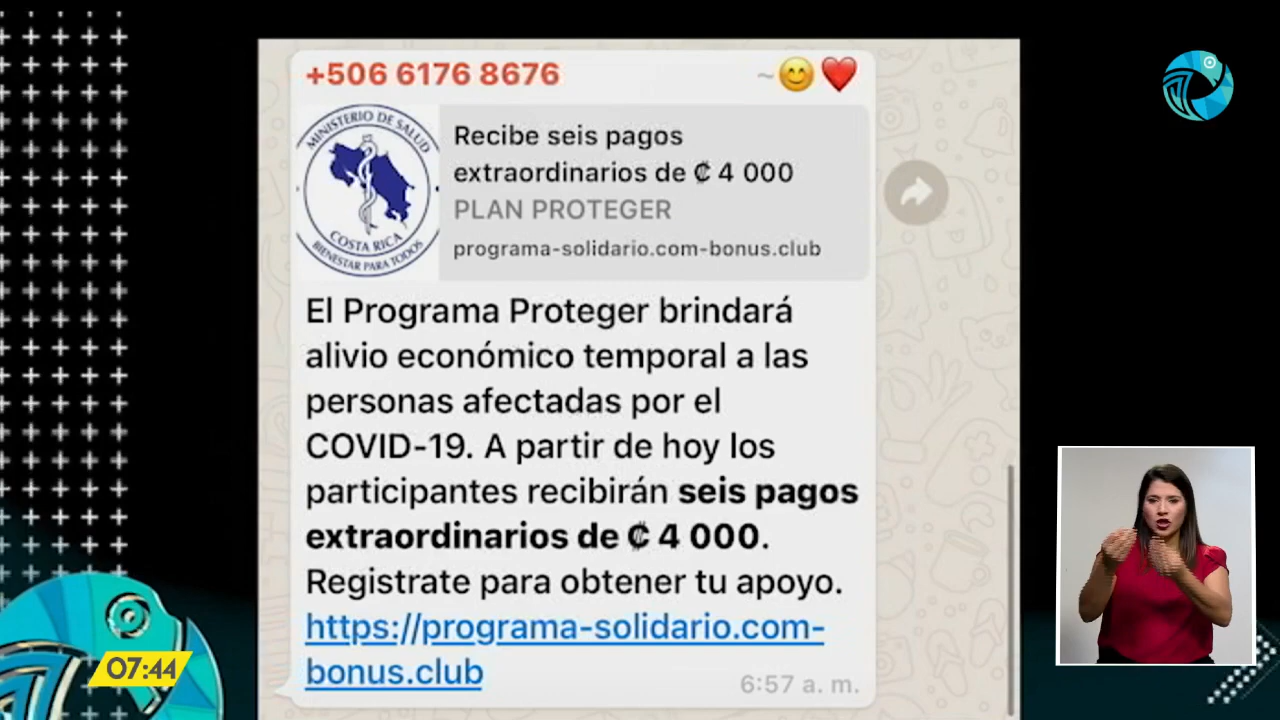 +506 6176 8676
~😊❤️
MINISTERIO DE SALUD
COSTA RICA
BIENESTAR PARA TODOS
Recibe seis pagos
extraordinarios de ₡ 4 000
PLAN PROTEGER
programa-solidario.com-bonus.club
El Programa Proteger brindará
alivio económico temporal a las
personas afectadas por el
COVID-19. A partir de hoy los
participantes recibirán seis pagos
extraordinarios de ₡ 4 000.
Registrate para obtener tu apoyo.
https://programa-solidario.com-
bonus.club
6:57 a. m.
07:44